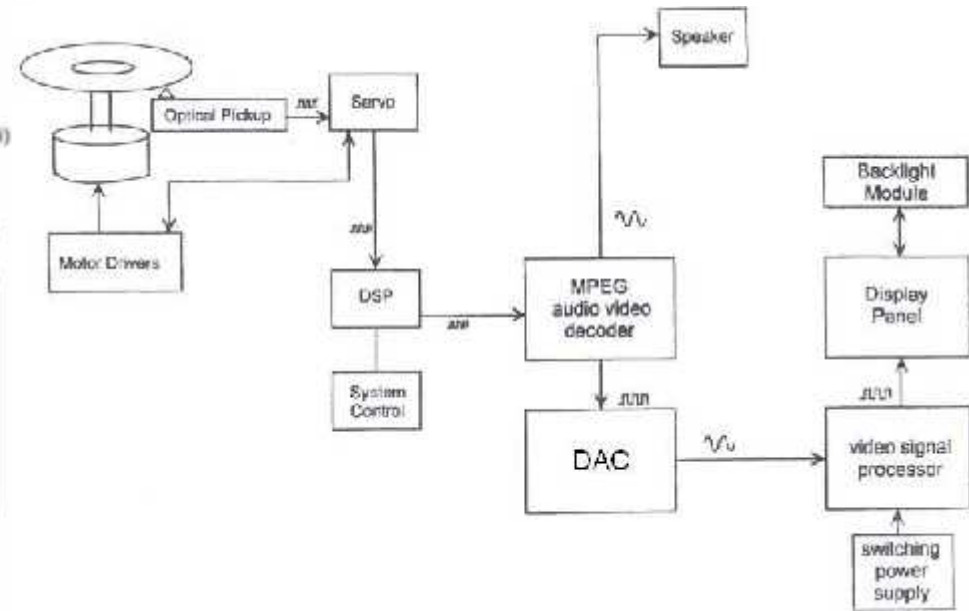 Speaker
Optical Pickup
Servo
Motor Drivers
Backlight
Module
DSP
MPEG
audio video
decoder
Display
Panel
System
Control
DAC
video signal
processor
switching
power
supply